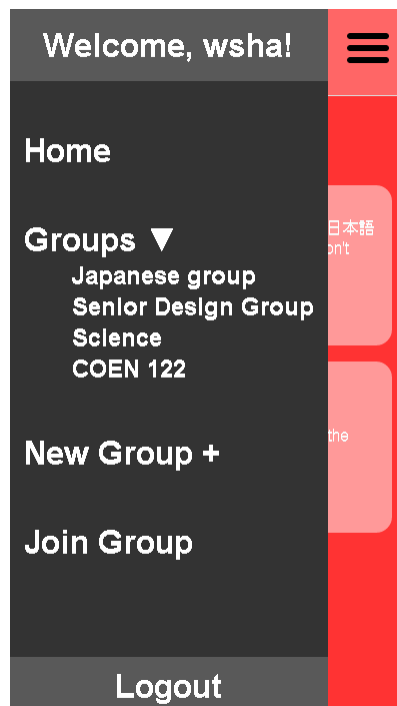 Welcome, wsha!
Home
Groups ▼
Japanese group
Senior Design Group
Science
COEN 122
New Group +
Join Group
Logout
日本語
the